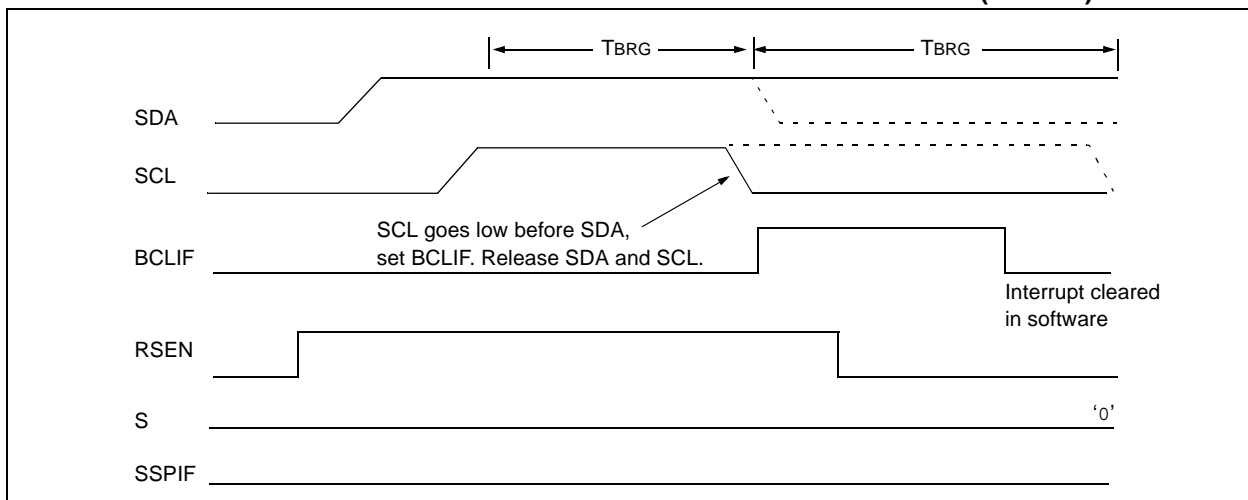 TBRG TBRG
SDA
SCL
SCL goes low before SDA,
set BCLIF. Release SDA and SCL.
BCLIF
Interrupt cleared
in software
RSEN
S ‘0’
SSPIF